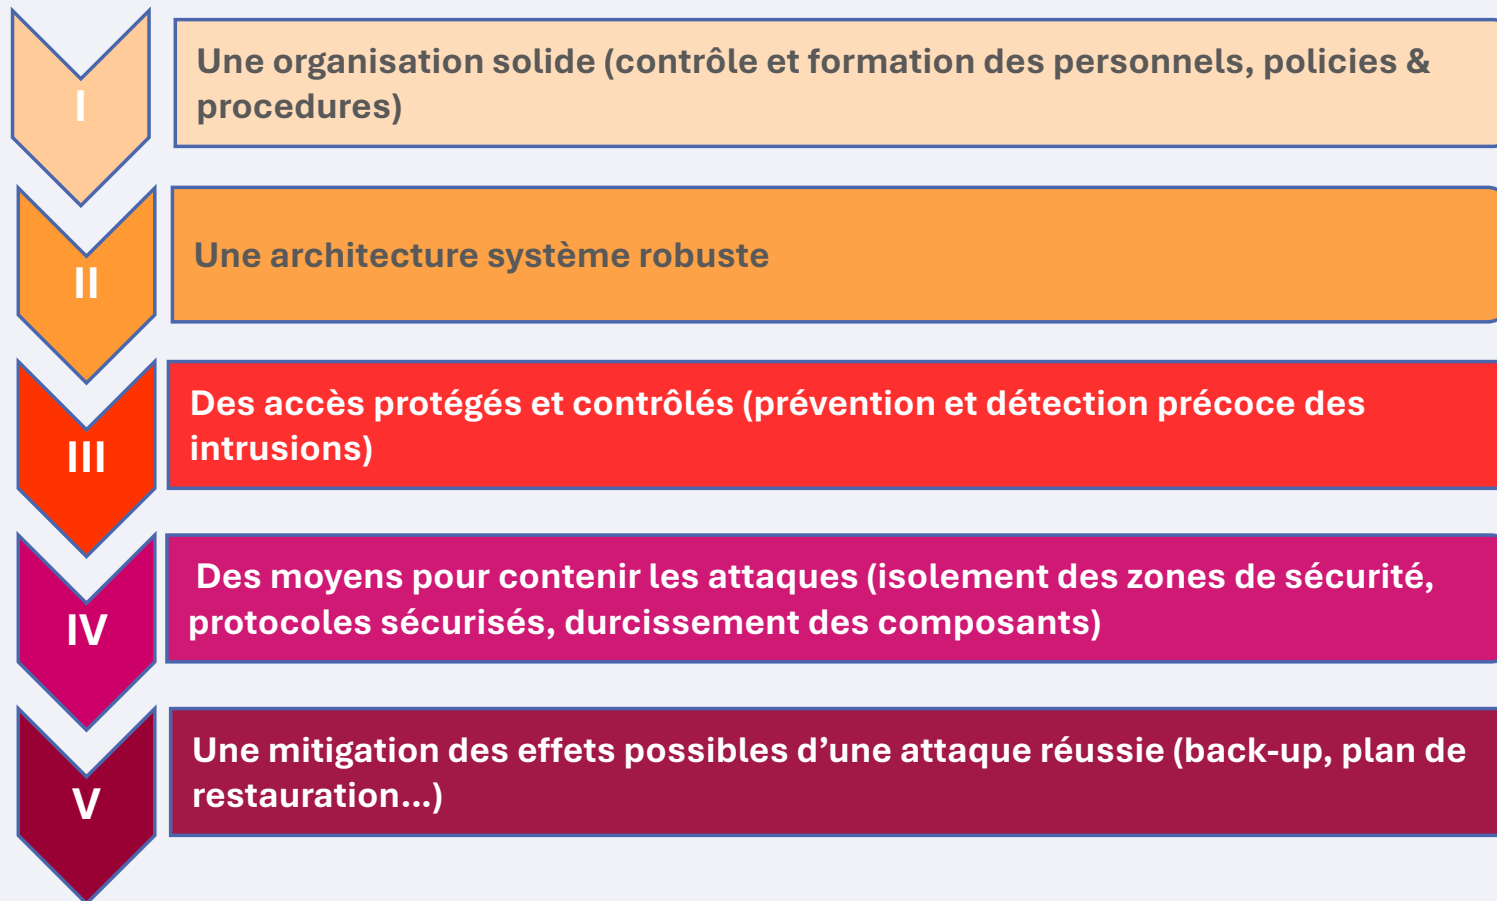 I
Une organisation solide (contrôle et formation des personnels, policies &
procedures)
II
Une architecture système robuste
III
Des accès protégés et contrôlés (prévention et détection précoce des
intrusions)
IV
Des moyens pour contenir les attaques (isolement des zones de sécurité,
protocoles sécurisés, durcissement des composants)
V
Une mitigation des effets possibles d’une attaque réussie (back-up, plan de
restauration…)